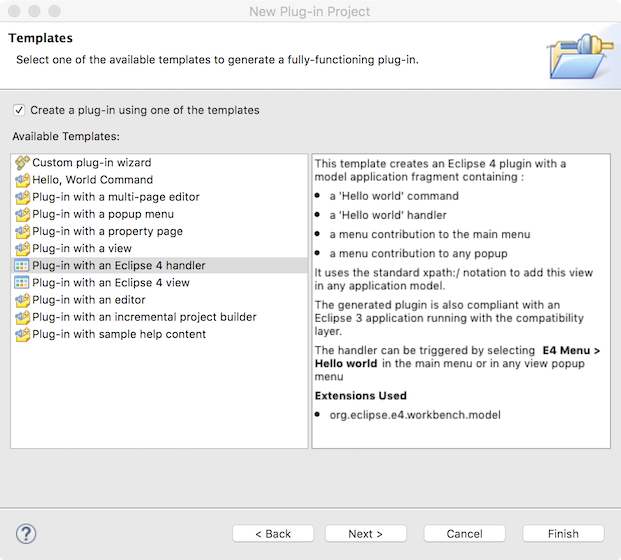 New Plug-in Project
Templates
Select one of the available templates to generate a fully-functioning plug-in.
Create a plug-in using one of the templates
Available Templates:
Custom plug-in wizard
Hello, World Command
Plug-in with a multi-page editor
Plug-in with a popup menu
Plug-in with a property page
Plug-in with a view
Plug-in with an Eclipse 4 handler
Plug-in with an Eclipse 4 view
Plug-in with an editor
Plug-in with an incremental project builder
Plug-in with sample help content
This template creates an Eclipse 4 plugin with a
model application fragment containing :
a 'Hello world' command
a 'Hello world' handler
a menu contribution to the main menu
a menu contribution to any popup
It uses the standard xpath:/ notation to add this view
in any application model.
The generated plugin is also compliant with an
Eclipse 3 application running with the compatibility
layer.
The handler can be triggered by selecting E4 Menu >
Hello world in the main menu or in any view popup
menu
Extensions Used
org.eclipse.e4.workbench.model
?
< Back
Next >
Cancel
Finish